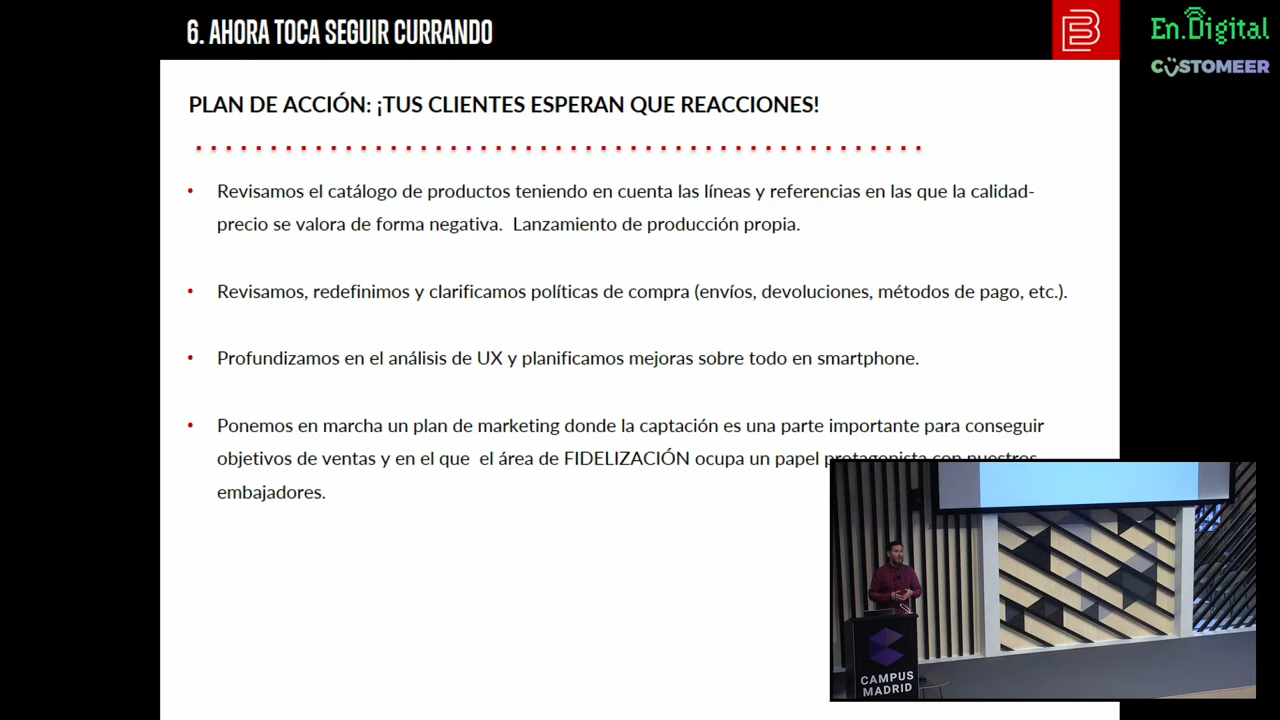 6. AHORA TOCA SEGUIR CURRANDO
En.Digital
CUSTOMEER
PLAN DE ACCIÓN: ¡TUS CLIENTES ESPERAN QUE REACCIONES!
• Revisamos el catálogo de productos teniendo en cuenta las líneas y referencias en las que la calidad-
precio se valora de forma negativa. Lanzamiento de producción propia.
• Revisamos, redefinimos y clarificamos políticas de compra (envíos, devoluciones, métodos de pago, etc.).
• Profundizamos en el análisis de UX y planificamos mejoras sobre todo en smartphone.
• Ponemos en marcha un plan de marketing donde la captación es una parte importante para conseguir
objetivos de ventas y en el que el área de FIDELIZACIÓN ocupa un papel protagonista con nuestros
embajadores.
CAMPUS
MADRID